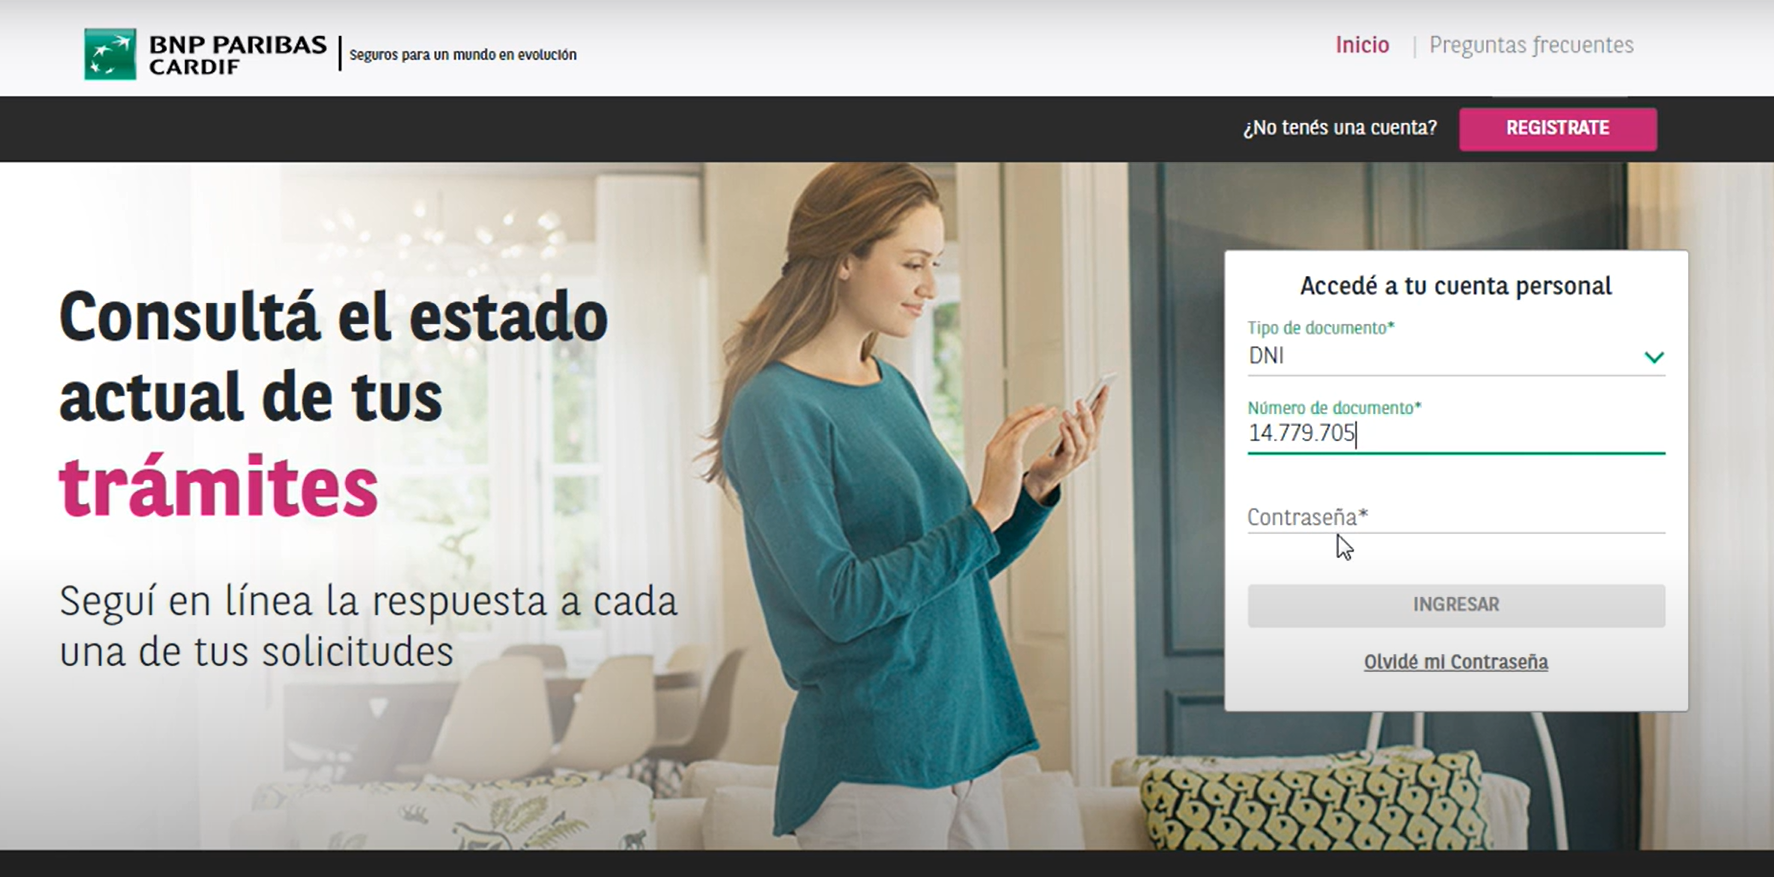 BNP PARIBAS
CARDIF
Seguros para un mundo en evolución
Inicio
Preguntas frecuentes
¿No tenés una cuenta?
REGISTRATE
Consultá el estado
actual de tus
trámites
Seguí en línea la respuesta a cada
una de tus solicitudes
Accedé a tu cuenta personal
Tipo de documento*
DNI
Número de documento*
14.779.705
Contraseña*
INGRESAR
Olvidé mi Contraseña